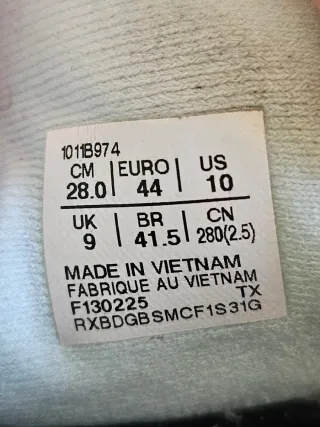 1011B974
CM | EURO | US
28.0 | 44 | 10
UK | BR | CN
9 | 41.5 | 280(2.5)
MADE IN VIETNAM
FABRIQUE AU VIETNAM
F130225 TX
RXBDGBSMCF1S31G